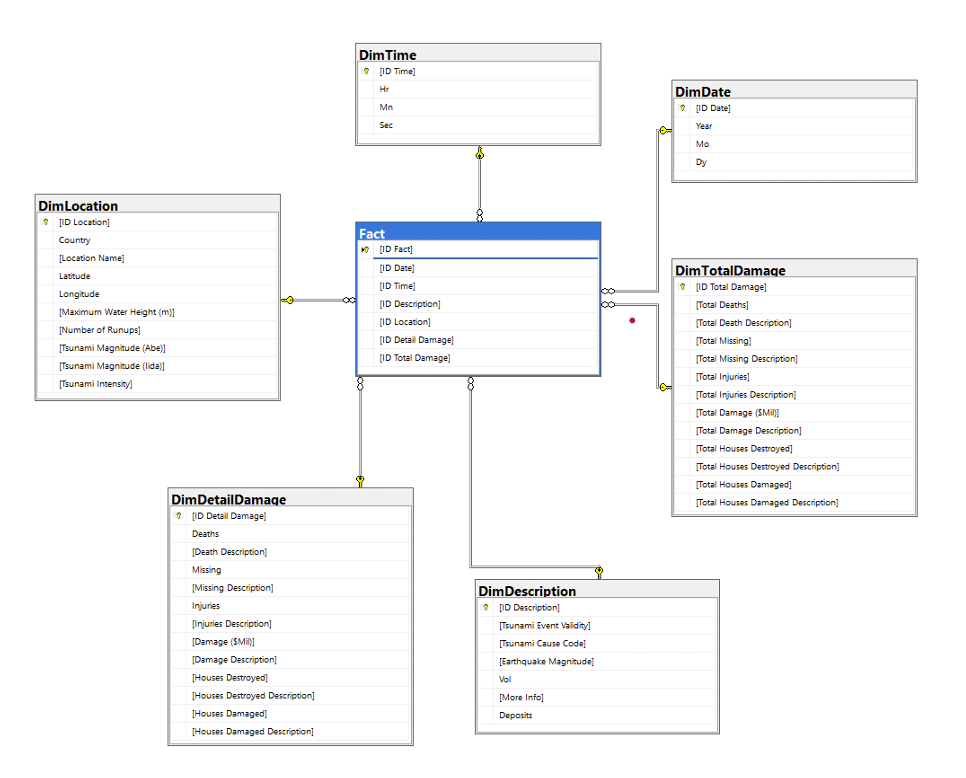 DimTime
[ID Time]
Hr
Mn
Sec
DimDate
[ID Date]
Year
Mo
Dy
DimLocation
[ID Location]
Country
[Location Name]
Latitude
Longitude
[Maximum Water Height (m)]
[Number of Runups]
[Tsunami Magnitude (Abe)]
[Tsunami Magnitude (Iida)]
[Tsunami Intensity]
Fact
[ID Fact]
[ID Date]
[ID Time]
[ID Description]
[ID Location]
[ID Detail Damage]
[ID Total Damage]
DimTotalDamage
[ID Total Damage]
[Total Deaths]
[Total Death Description]
[Total Missing]
[Total Missing Description]
[Total Injuries]
[Total Injuries Description]
[Total Damage ($Mil)]
[Total Damage Description]
[Total Houses Destroyed]
[Total Houses Destroyed Description]
[Total Houses Damaged]
[Total Houses Damaged Description]
DimDetailDamage
[ID Detail Damage]
Deaths
[Death Description]
Missing
[Missing Description]
Injuries
[Injuries Description]
[Damage ($Mil)]
[Damage Description]
[Houses Destroyed]
[Houses Destroyed Description]
[Houses Damaged]
[Houses Damaged Description]
DimDescription
[ID Description]
[Tsunami Event Validity]
[Tsunami Cause Code]
[Earthquake Magnitude]
Vol
[More Info]
Deposits